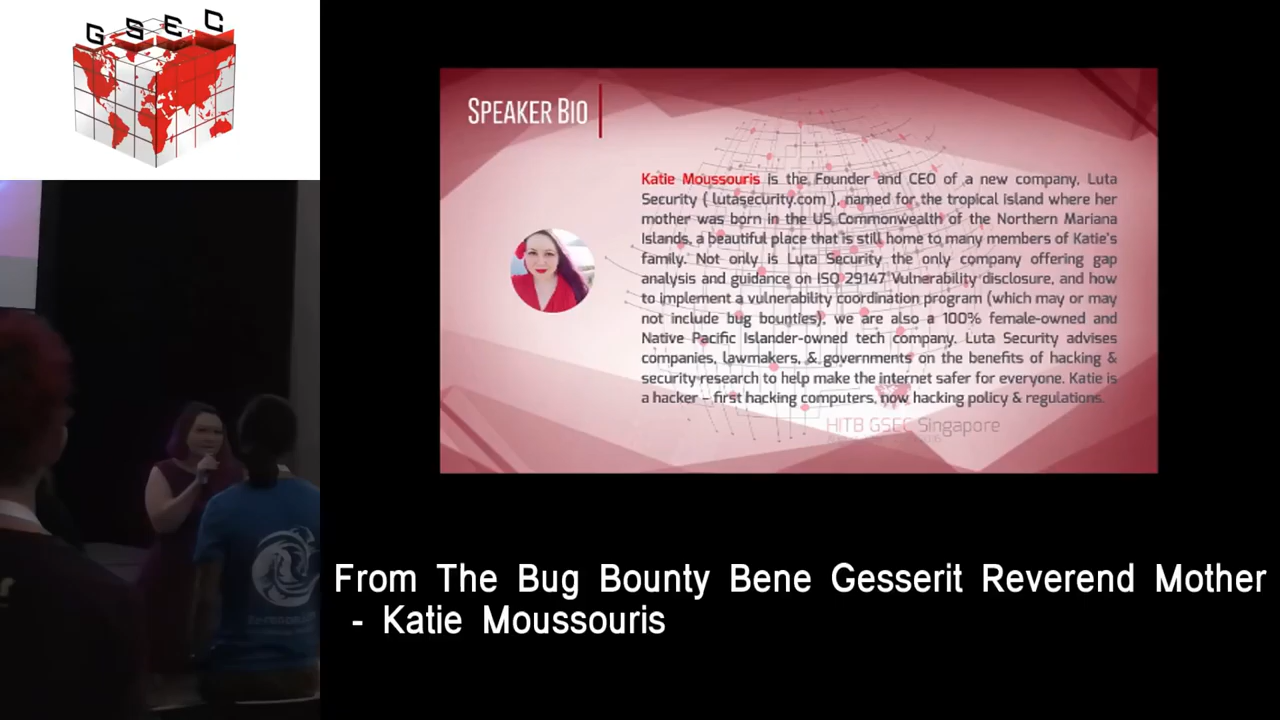 G S E C
SPEAKER BIO
Katie Moussouris is the Founder and CEO of a new company, Luta
Security ( lutasecurity.com ), named for the tropical island where her
mother was born in the US Commonwealth of the Northern Mariana
Islands, a beautiful place that is still home to many members of Katie's
family. Not only is Luta Security the only company offering gap
analysis and guidance on ISO 29147 Vulnerability disclosure, and how
to implement a vulnerability coordination program (which may or may
not include bug bounties), we are also a 100% female-owned and
Native Pacific Islander-owned tech company. Luta Security advises
companies, lawmakers, & governments on the benefits of hacking &
security research to help make the internet safer for everyone. Katie is
a hacker – first hacking computers, now hacking policy & regulations.
HITB GSEC Singapore
From The Bug Bounty Bene Gesserit Reverend Mother
- Katie Moussouris